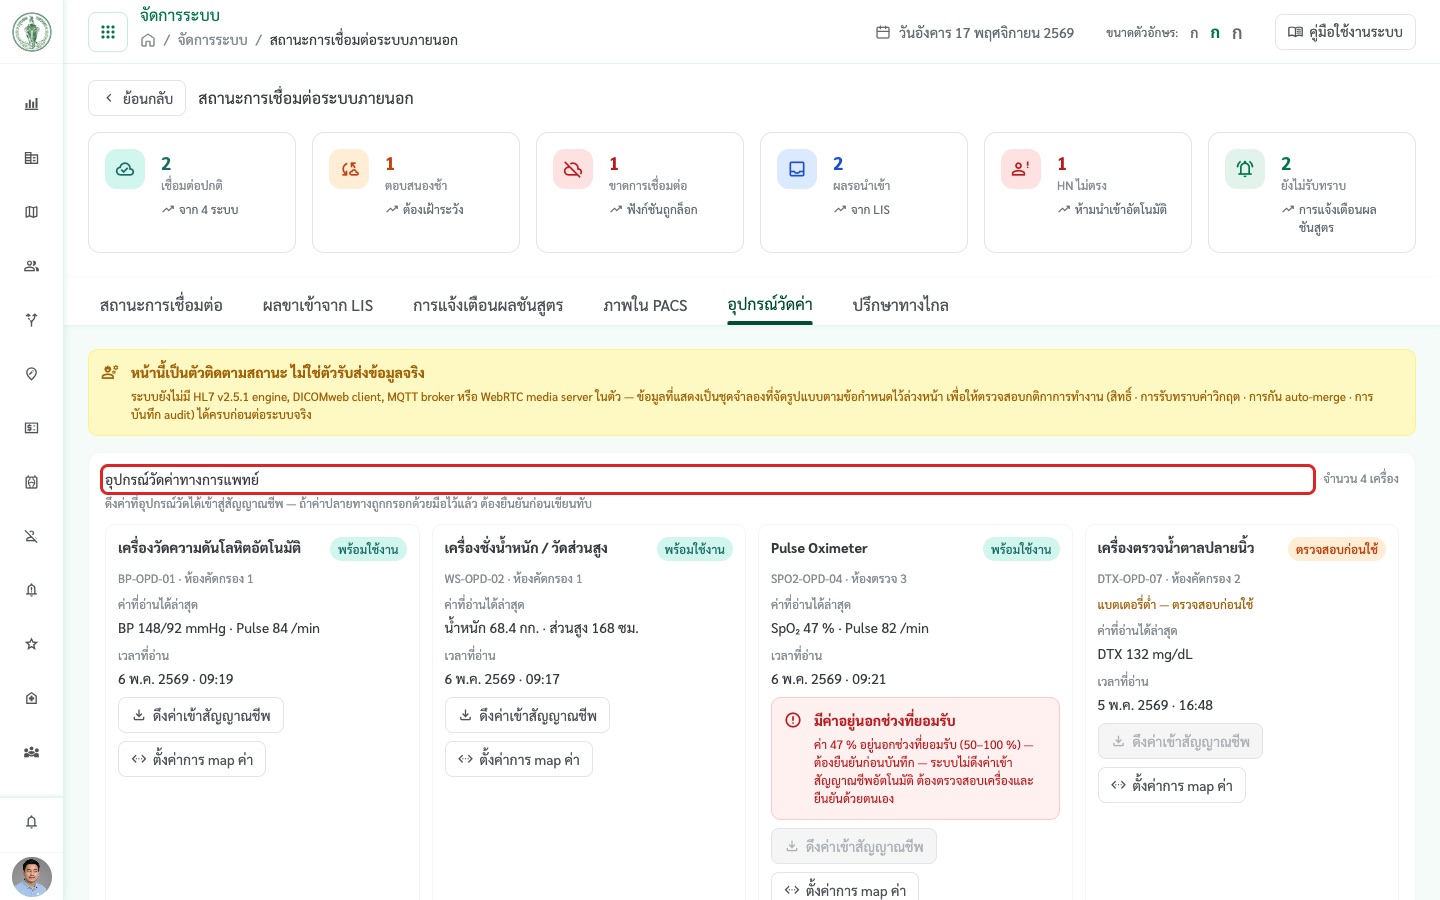 จัดการระบบ
/ จัดการระบบ / สถานะการเชื่อมต่อระบบภายนอก
วันอังคาร 17 พฤศจิกายน 2569
ขนาดตัวอักษร: ก ก ก
คู่มือใช้งานระบบ
ย้อนกลับ
สถานะการเชื่อมต่อระบบภายนอก
2
เชื่อมต่อปกติ
จาก 4 ระบบ
1
ตอบสนองช้า
ต้องเฝ้าระวัง
1
ขาดการเชื่อมต่อ
ฟังก์ชันถูกล็อก
2
ผลรอนำเข้า
จาก LIS
1
HN ไม่ตรง
ห้ามนำเข้าอัตโนมัติ
2
ยังไม่รับทราบ
การแจ้งเตือนผล
ชันสูตร
สถานะการเชื่อมต่อ
ผลขาเข้าจาก LIS
การแจ้งเตือนผลชันสูตร
ภาพใน PACS
อุปกรณ์วัดค่า
ปรึกษาทางไกล
หน้านี้เป็นตัวติดตามสถานะ ไม่ใช่ตัวรับส่งข้อมูลจริง
ระบบยังไม่มี HL7 v2.5.1 engine, DICOMweb client, MQTT broker หรือ WebRTC media server ในตัว — ข้อมูลที่แสดงเป็นชุดจำลองที่จัดรูปแบบตามข้อกำหนดไว้ล่วงหน้า เพื่อให้ตรวจสอบกติกาการทำงาน (สิทธิ์ · การรับทราบค่าวิกฤต · การกัน auto-merge · การ
บันทึก audit) ได้ครบก่อนต่อระบบจริง
อุปกรณ์วัดค่าทางการแพทย์
จำนวน 4 เครื่อง
ดึงค่าที่อุปกรณ์วัดได้เข้าสู่สัญญาณชีพ — ถ้าค่าปลายทางถูกกรอกด้วยมือไว้แล้ว ต้องยืนยันก่อนเขียนทับ
เครื่องวัดความดันโลหิตอัตโนมัติ
พร้อมใช้งาน
BP-OPD-01 · ห้องคัดกรอง 1
ค่าที่อ่านได้ล่าสุด
BP 148/92 mmHg · Pulse 84 /min
เวลาที่อ่าน
6 พ.ค. 2569 · 09:19
ดึงค่าเข้าสัญญาณชีพ
ตั้งค่าการ map ค่า
เครื่องชั่งน้ำหนัก / วัดส่วนสูง
พร้อมใช้งาน
WS-OPD-02 · ห้องคัดกรอง 1
ค่าที่อ่านได้ล่าสุด
น้ำหนัก 68.4 กก. · ส่วนสูง 168 ซม.
เวลาที่อ่าน
6 พ.ค. 2569 · 09:17
ดึงค่าเข้าสัญญาณชีพ
ตั้งค่าการ map ค่า
Pulse Oximeter
พร้อมใช้งาน
SPO2-OPD-04 · ห้องตรวจ 3
ค่าที่อ่านได้ล่าสุด
SpO₂ 47 % · Pulse 82 /min
เวลาที่อ่าน
6 พ.ค. 2569 · 09:21
มีค่าอยู่นอกช่วงที่ยอมรับ
ค่า 47 % อยู่นอกช่วงที่ยอมรับ (50–100 %) —
ต้องยืนยันก่อนบันทึก — ระบบไม่ดึงค่าเข้า
สัญญาณชีพอัตโนมัติ ต้องตรวจสอบเครื่องและ
ยืนยันด้วยตนเอง
ดึงค่าเข้าสัญญาณชีพ
ตั้งค่าการ map ค่า
เครื่องตรวจน้ำตาลปลายนิ้ว
ตรวจสอบก่อนใช้
DTX-OPD-07 · ห้องคัดกรอง 2
แบตเตอรี่ต่ำ — ตรวจสอบก่อนใช้
ค่าที่อ่านได้ล่าสุด
DTX 132 mg/dL
เวลาที่อ่าน
5 พ.ค. 2569 · 16:48
ดึงค่าเข้าสัญญาณชีพ
ตั้งค่าการ map ค่า